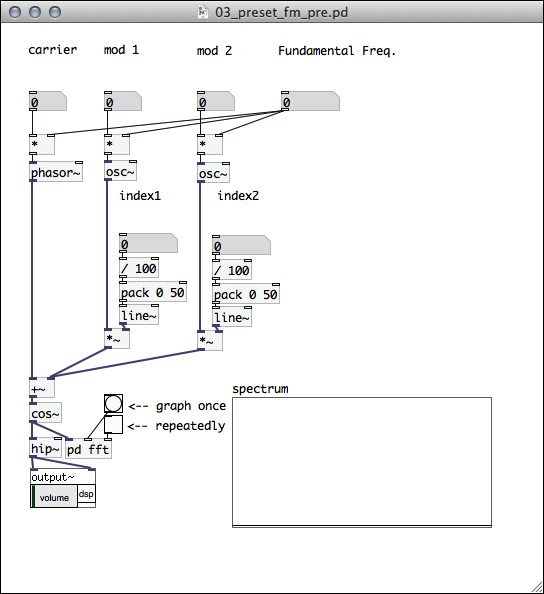 03_preset_fm_pre.pd
carrier mod 1 mod 2 Fundamental Freq.
0 0 0 0
* * *
phasor~ osc~ osc~
index1 index2
0 0
/ 100 / 100
pack 0 50 pack 0 50
line~ line~
*~ *~
+~ spectrum
cos~ <-- graph once
<-- repeatedly
hip~ pd fft
output~
volume dsp